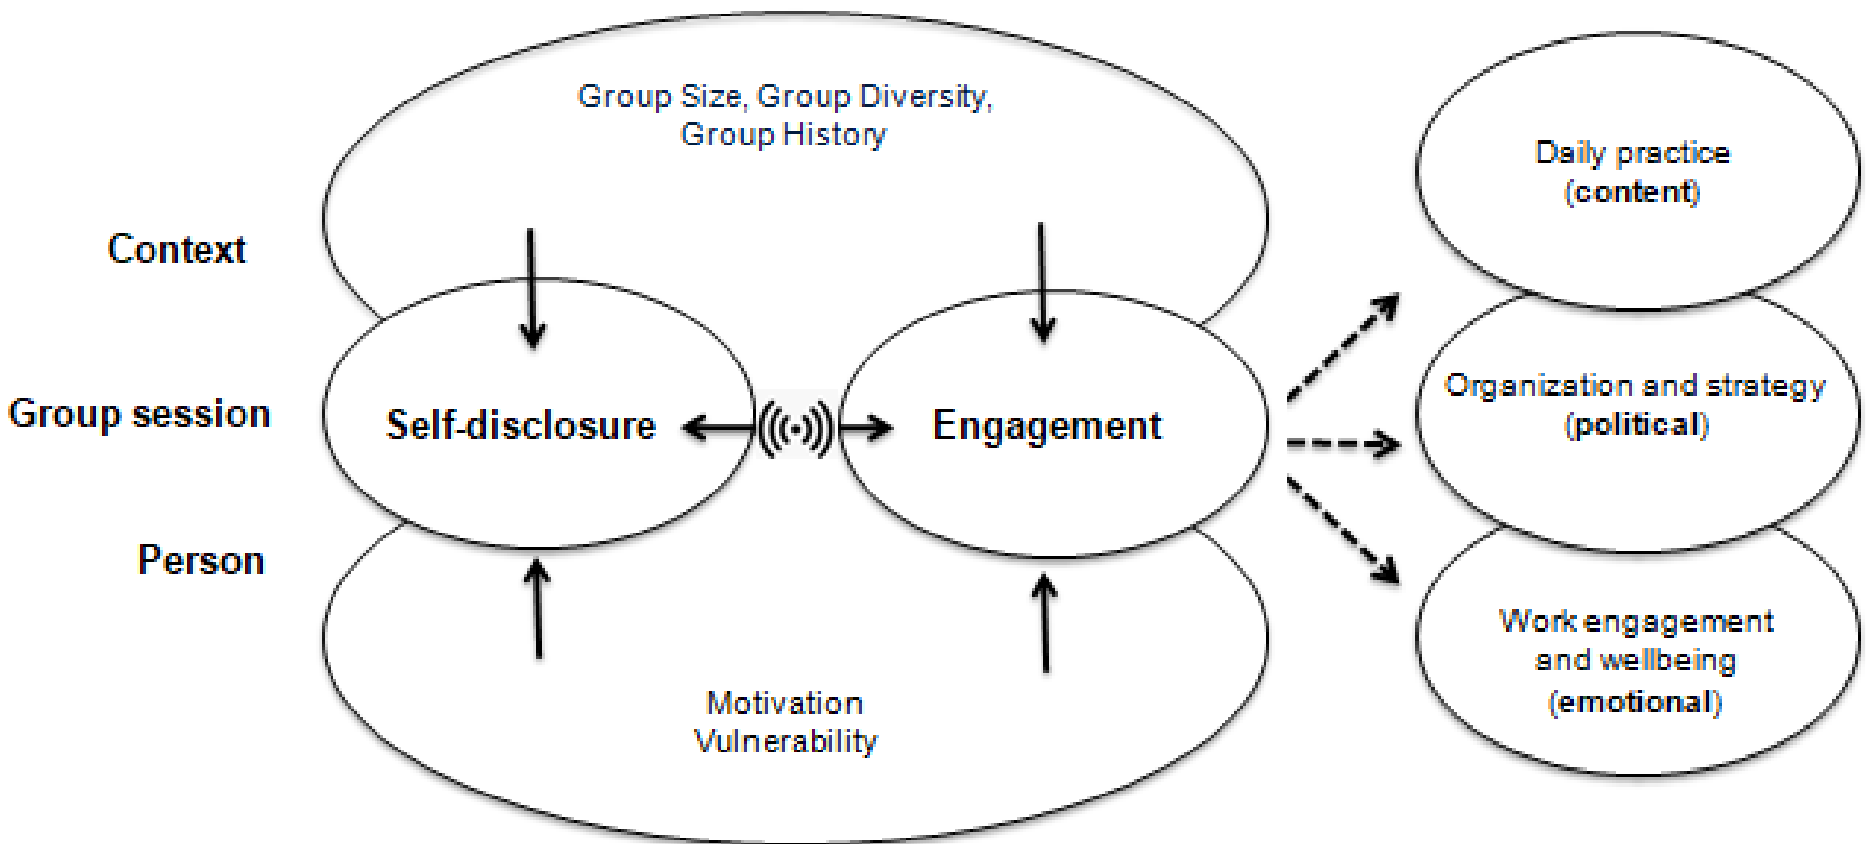 Group Size, Group Diversity,
Group History
Context
Group session
Person
Self-disclosure
Engagement
Motivation
Vulnerability
Daily practice
(content)
Organization and strategy
(political)
Work engagement
and wellbeing
(emotional)